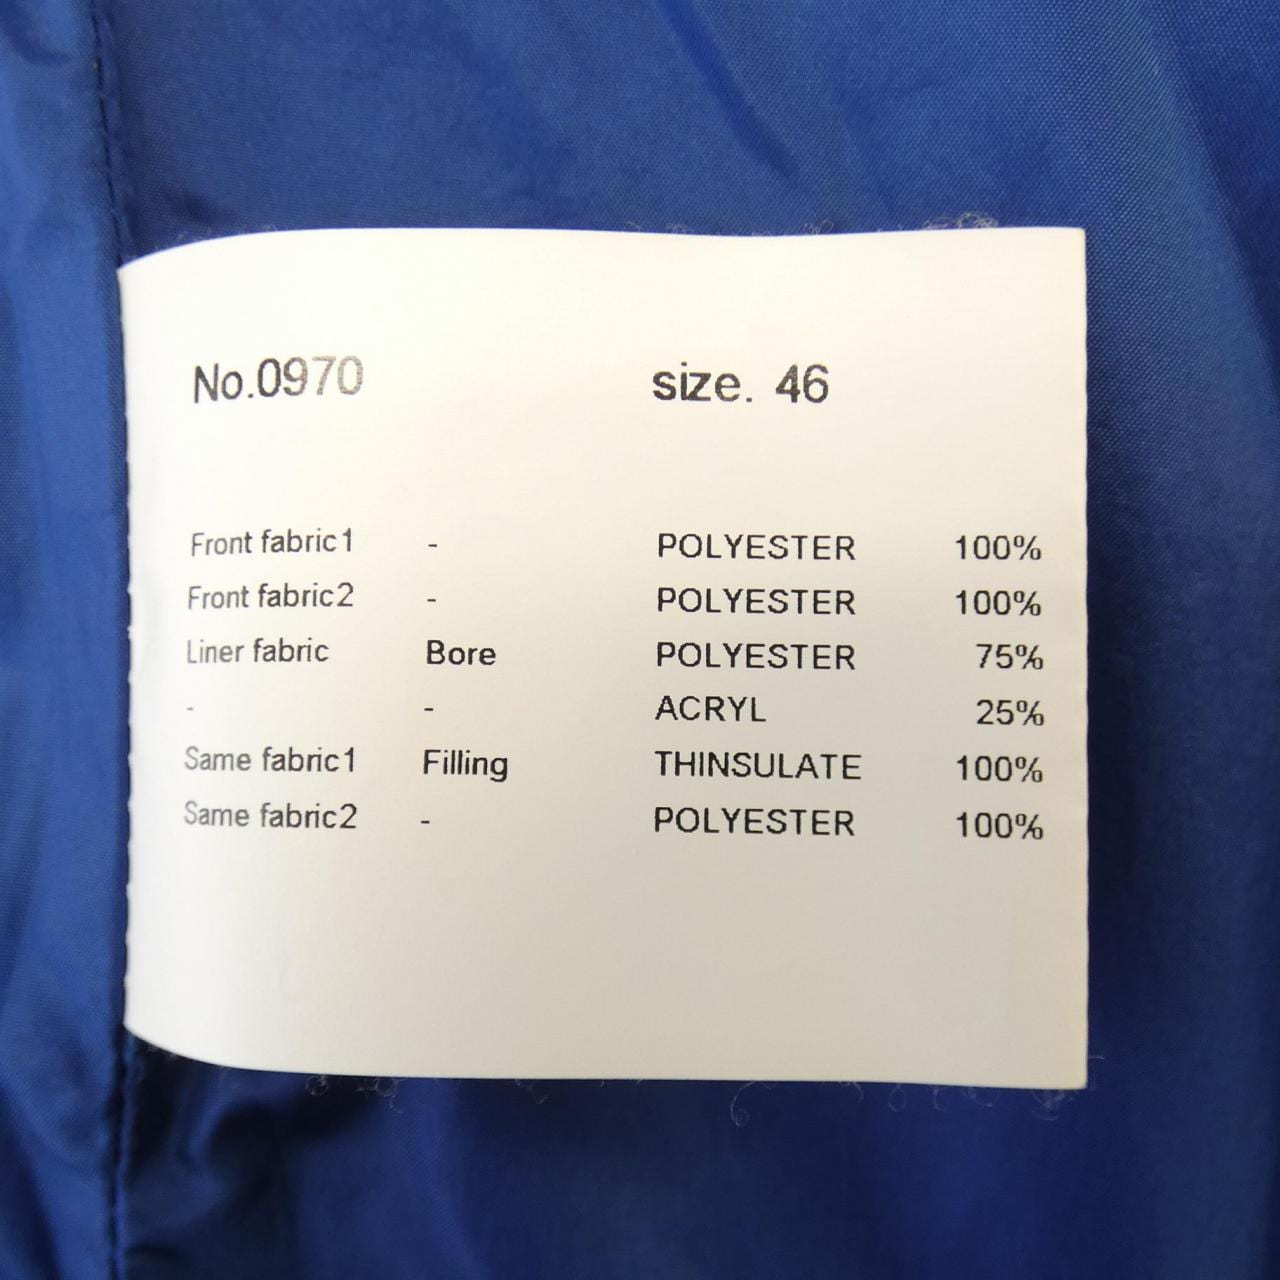 No.0970 size. 46
Front fabric1 - POLYESTER 100%
Front fabric2 - POLYESTER 100%
Liner fabric Bore POLYESTER 75%
- - ACRYL 25%
Same fabric1 Filling THINSULATE 100%
Same fabric2 - POLYESTER 100%